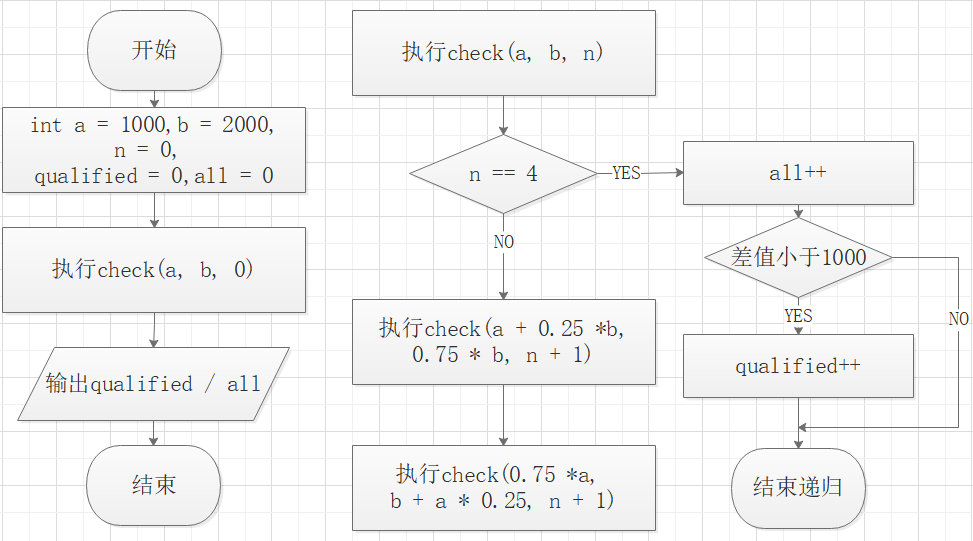 开始
int a = 1000,b = 2000,
n = 0,
qualified = 0,all = 0
执行check(a, b, 0)
输出qualified / all
结束
执行check(a, b, n)
n == 4
YES
NO
执行check(a + 0.25 *b,
0.75 * b, n + 1)
执行check(0.75 *a,
b + a * 0.25, n + 1)
all++
差值小于1000
YES
NO
qualified++
结束递归